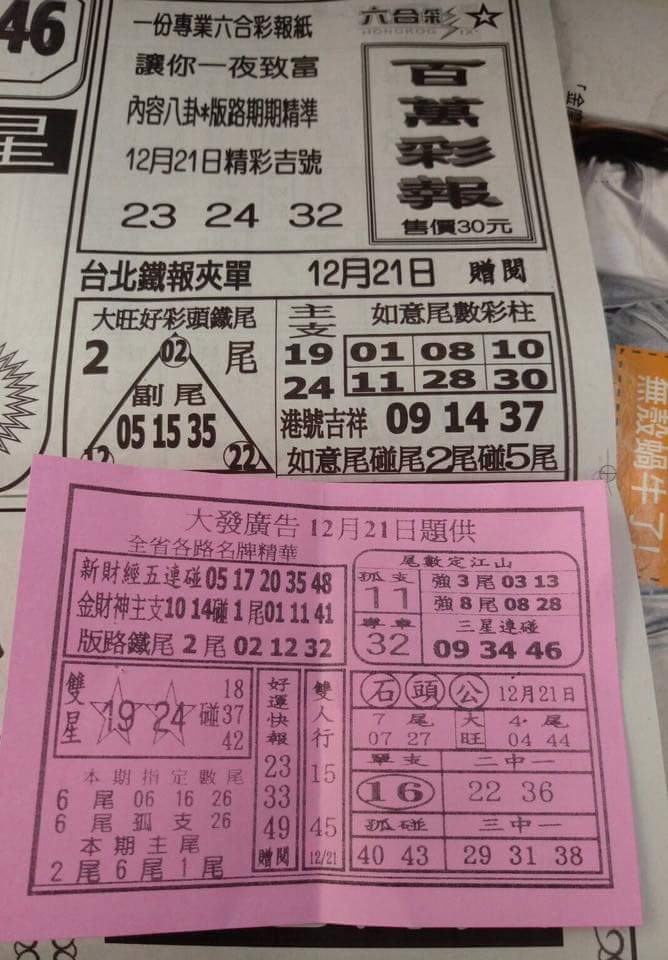 46
星
一份專業六合彩報紙
讓你一夜致富
內容八卦*版路期期精準
12月21日精彩吉號
23 24 32
六合彩
HONGKOG SIX
百萬彩報
售價30元
台北鐵報夾單 12月21日 贈閱
大旺好彩頭鐵尾
2 02 尾
副尾
05 15 35
12 22
主支
19
24
如意尾數彩柱
01 08 10
11 28 30
港號吉祥 09 14 37
如意尾碰尾2尾碰5尾
無殼蝸牛了!
大發廣告12月21日題供
全省各路名牌精華
新財經五連碰 05 17 20 35 48
金財神主支10 14碰1尾01 11 41
版路鐵尾 2尾 02 12 32
尾數定江山
孤支
11
專車
32
強3尾 03 13
強8尾 08 28
三星連碰
09 34 46
雙星
19 24 碰
18
37
42
本期指定數尾
6 尾 06 16 26
6 尾 孤支 26
本期主尾
2尾 6尾 1尾
好運快報
23
33
49
贈閱
雙人行
15
45
12/21
石頭公 12月21日
7 尾
07 27
大旺
4 尾
04 44
單支
16
二中一
22 36
孤碰
40 43
三中一
29 31 38